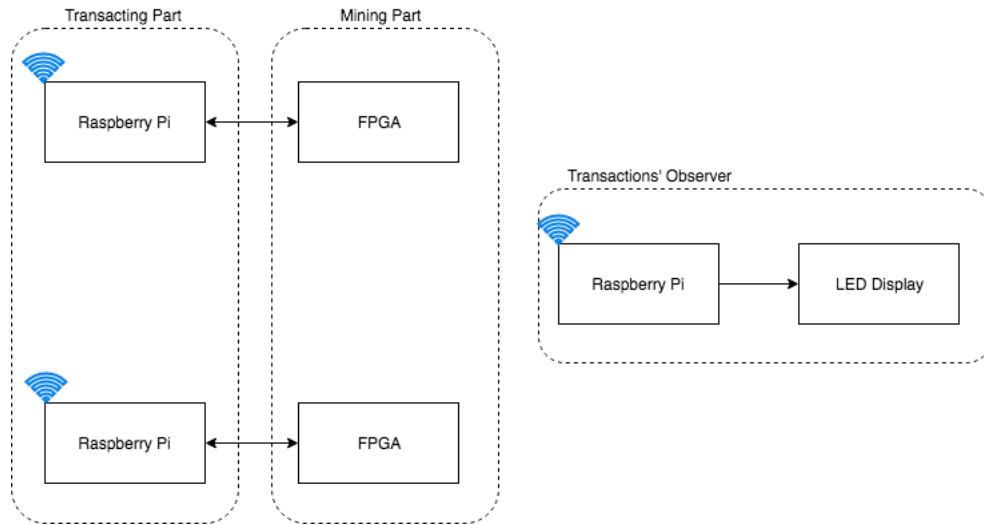 Transacting Part
Mining Part
Raspberry Pi
FPGA
Transactions' Observer
Raspberry Pi
LED Display
Raspberry Pi
FPGA